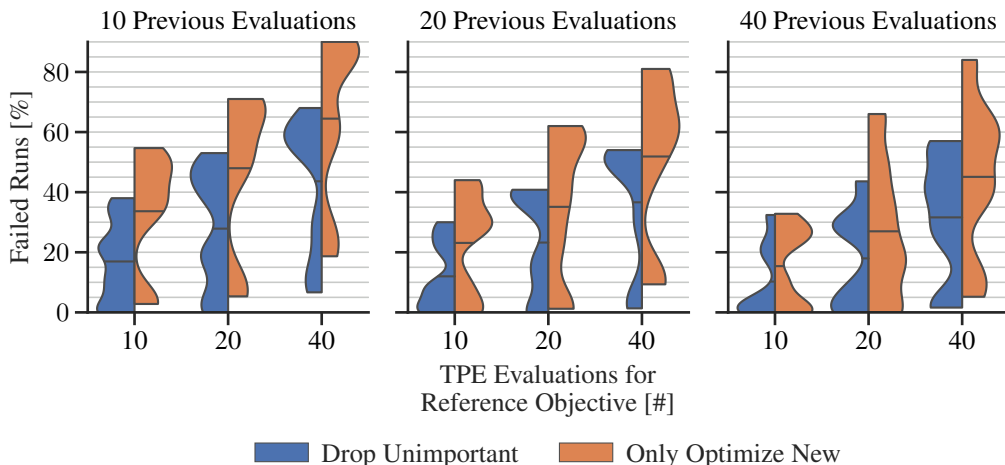 10 Previous Evaluations
20 Previous Evaluations
40 Previous Evaluations
Failed Runs [%]
80
60
40
20
0
10 20 40
10 20 40
10 20 40
TPE Evaluations for
Reference Objective [#]
Drop Unimportant
Only Optimize New